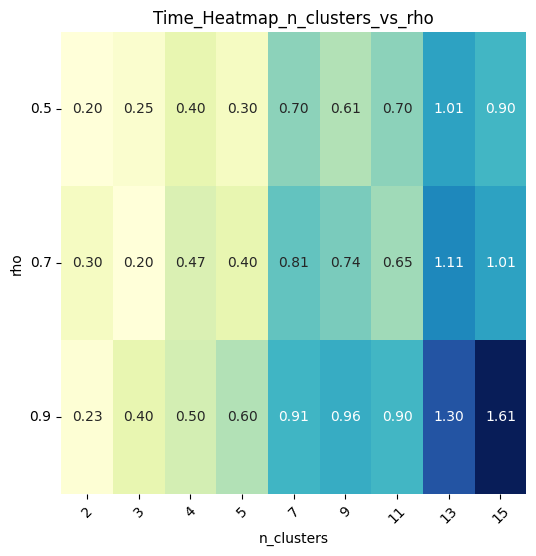 Time_Heatmap_n_clusters_vs_rho
0.5 0.20 0.25 0.40 0.30 0.70 0.61 0.70 1.01 0.90
rho
0.7 0.30 0.20 0.47 0.40 0.81 0.74 0.65 1.11 1.01
0.9 0.23 0.40 0.50 0.60 0.91 0.96 0.90 1.30 1.61
2 3 4 5 7 9 11 13 15
n_clusters